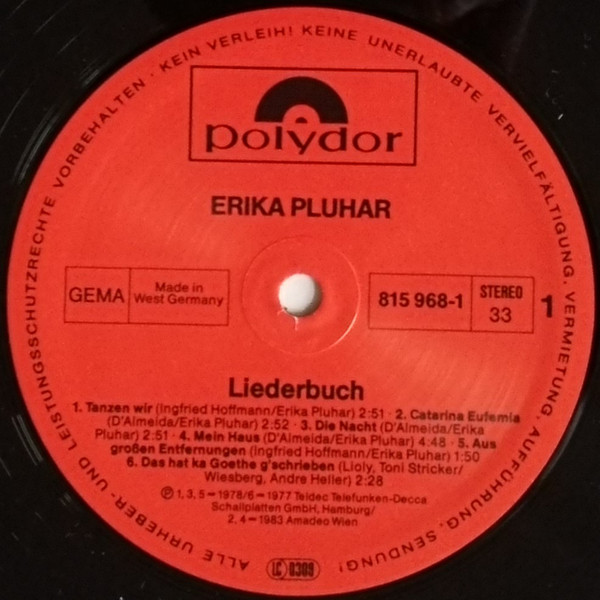 ALLE URHEBER- UND LEISTUNGSSCHUTZRECHTE VORBEHALTEN · KEIN VERLEIH! KEINE UNERLAUBTE VERVIELFÄLTIGUNG, VERMIETUNG, AUFFÜHRUNG, SENDUNG!
polydor
ERIKA PLUHAR
GEMA
Made in
West Germany
815 968-1
STEREO
33
1
Liederbuch
1. Tanzen wir (Ingfried Hoffmann/Erika Pluhar) 2:51 · 2. Catarina Eufemia
(D'Almeida/Erika Pluhar) 2:52 · 3. Die Nacht (D'Almeida/Erika
Pluhar) 2:51 · 4. Mein Haus (D'Almeida/Erika Pluhar) 4:48 · 5. Aus
großen Entfernungen (Ingfried Hoffmann/Erika Pluhar) 1:50
6. Das hat ka Goethe g'schrieben (Lioly, Toni Stricker/
Wiesberg, Andre Heller) 2:28
Ⓟ 1, 3, 5 – 1978/6 – 1977 Teldec Telefunken-Decca
Schallplatten GmbH, Hamburg/
2, 4 – 1983 Amadeo Wien
LC 0309